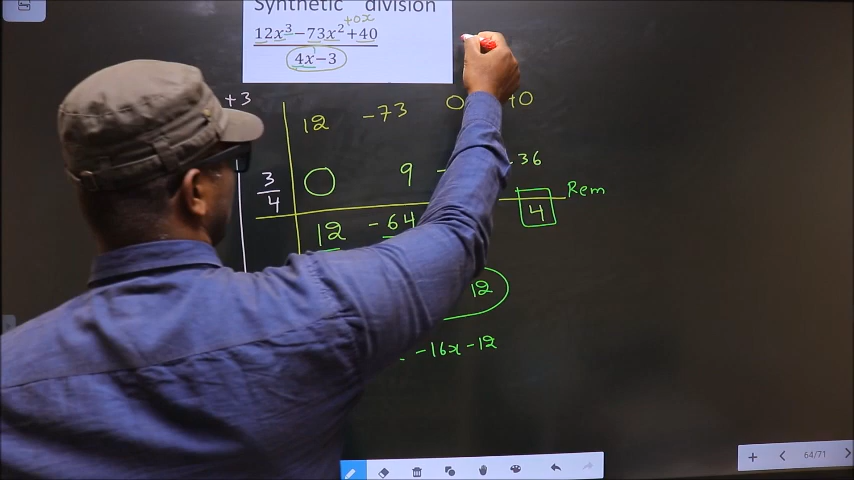 Synthetic division
+0x
12x³−73x²+40
4x−3
+3
12 -73 0 +0
3/4 9 - -36
Rem
12 -64 4
12
-16x-12
64/71